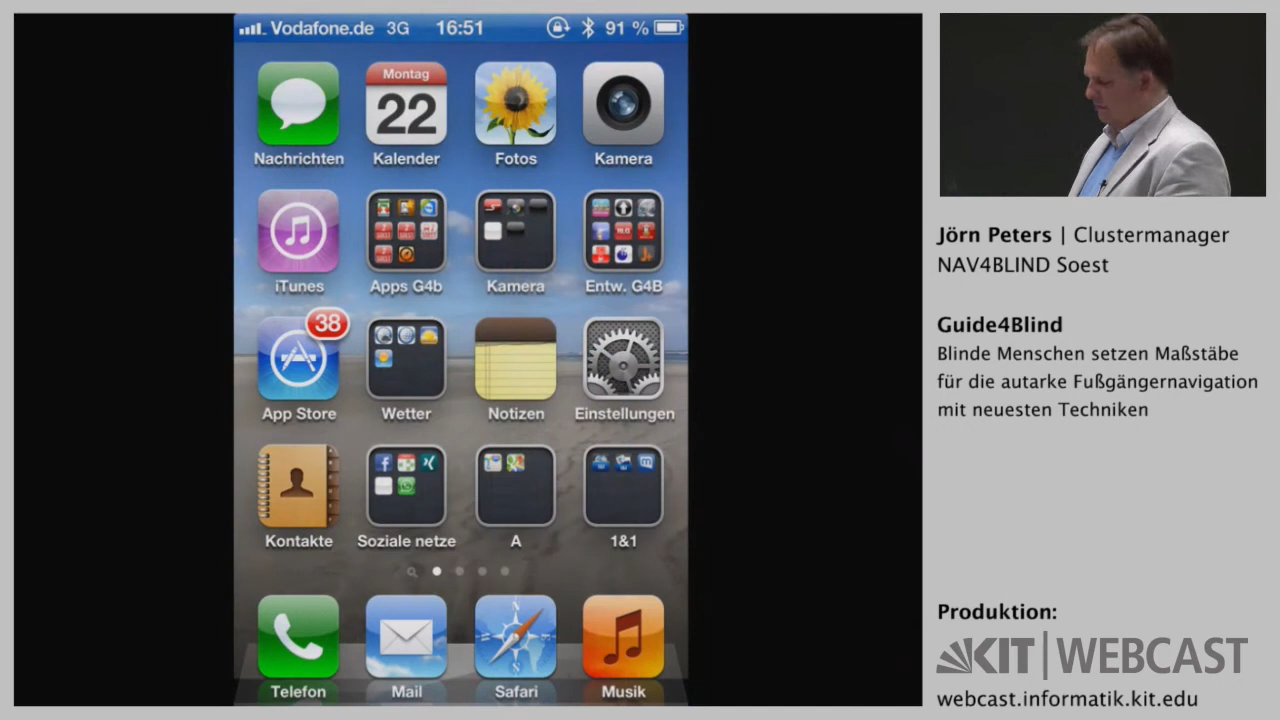 Vodafone.de 3G 16:51 91 %
Montag
22
Nachrichten Kalender Fotos Kamera
iTunes Apps G4b Kamera Entw. G4B
38
App Store Wetter Notizen Einstellungen
Kontakte Soziale netze A 1&1
Telefon Mail Safari Musik
Jörn Peters | Clustermanager
NAV4BLIND Soest
Guide4Blind
Blinde Menschen setzen Maßstäbe
für die autarke Fußgängernavigation
mit neuesten Techniken
Produktion:
KIT | WEBCAST
webcast.informatik.kit.edu